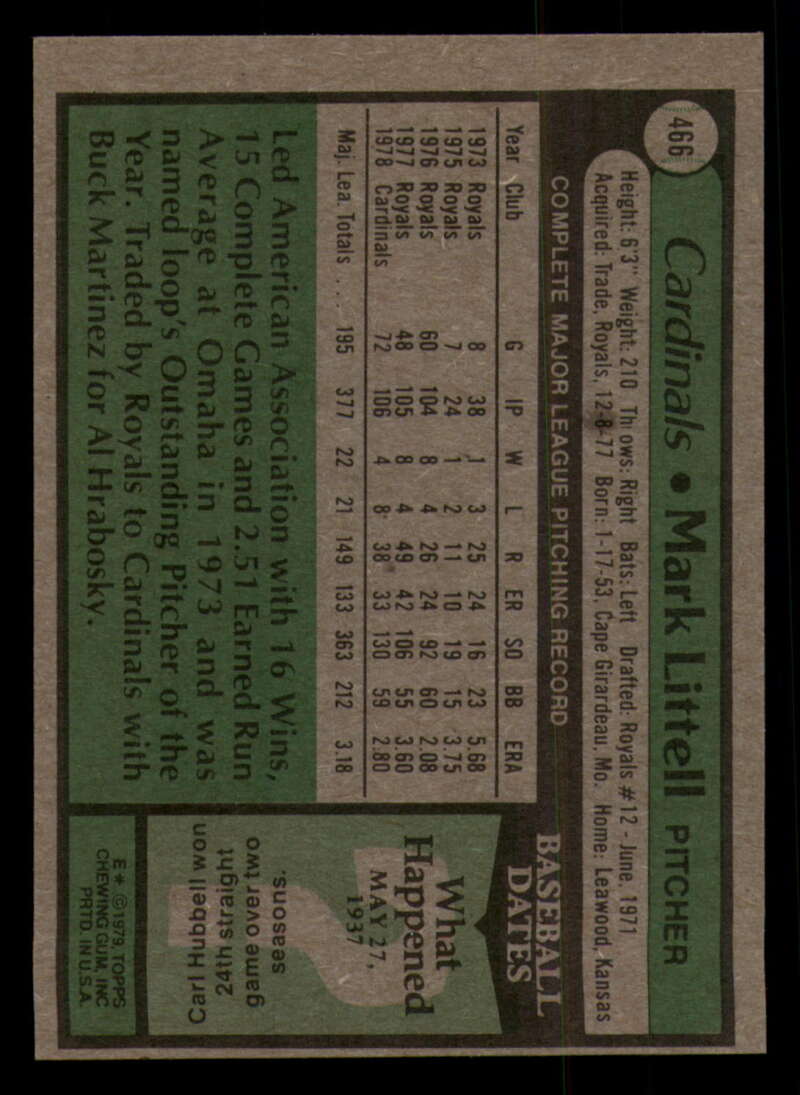 466
Cardinals • Mark Littell PITCHER
Height: 6'3" Weight: 210 Throws: Right Bats: Left Drafted: Royals #12 - June, 1971
Acquired: Trade, Royals, 12-8-77 Born: 1-17-53, Cape Girardeau, Mo. Home: Leawood, Kansas
COMPLETE MAJOR LEAGUE PITCHING RECORD
Year Club G IP W L R ER SO BB ERA
1973 Royals 8 38 1 3 25 24 16 23 5.68
1975 Royals 7 24 1 2 11 10 19 15 3.75
1976 Royals 60 104 8 4 26 24 92 60 2.08
1977 Royals 48 105 8 4 49 42 106 55 3.60
1978 Cardinals 72 106 4 8 38 33 130 59 2.80
Maj. Lea. Totals ... 195 377 22 21 149 133 363 212 3.18
Led American Association with 16 Wins,
15 Complete Games and 2.51 Earned Run
Average at Omaha in 1973 and was
named loop's Outstanding Pitcher of the
Year. Traded by Royals to Cardinals with
Buck Martinez for Al Hrabosky.
BASEBALL
DATES
What
Happened
MAY 27,
1937
Carl Hubbell won
24th straight
game over two
seasons.
E* ©1979, TOPPS
CHEWING GUM, INC
PRTD. IN U.S.A.